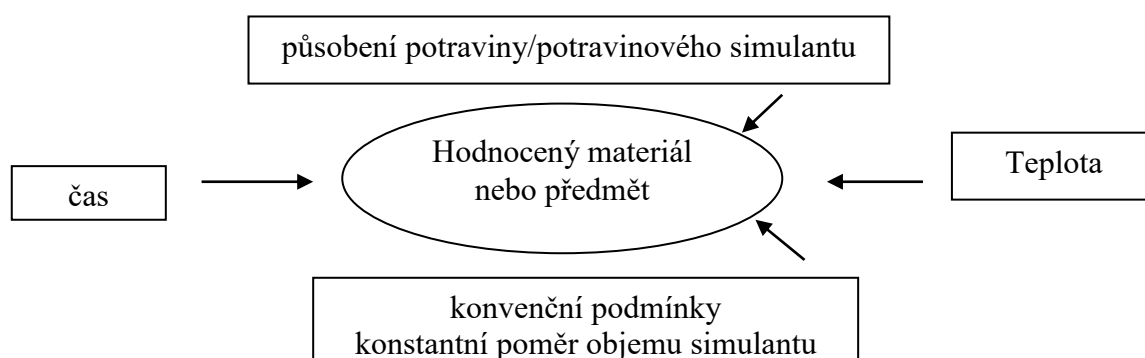 působení potraviny/potravinového simulantu
Hodnocený materiál
nebo předmět
Teplota
čas
konvenční podmínky
konstantní poměr objemu simulantu